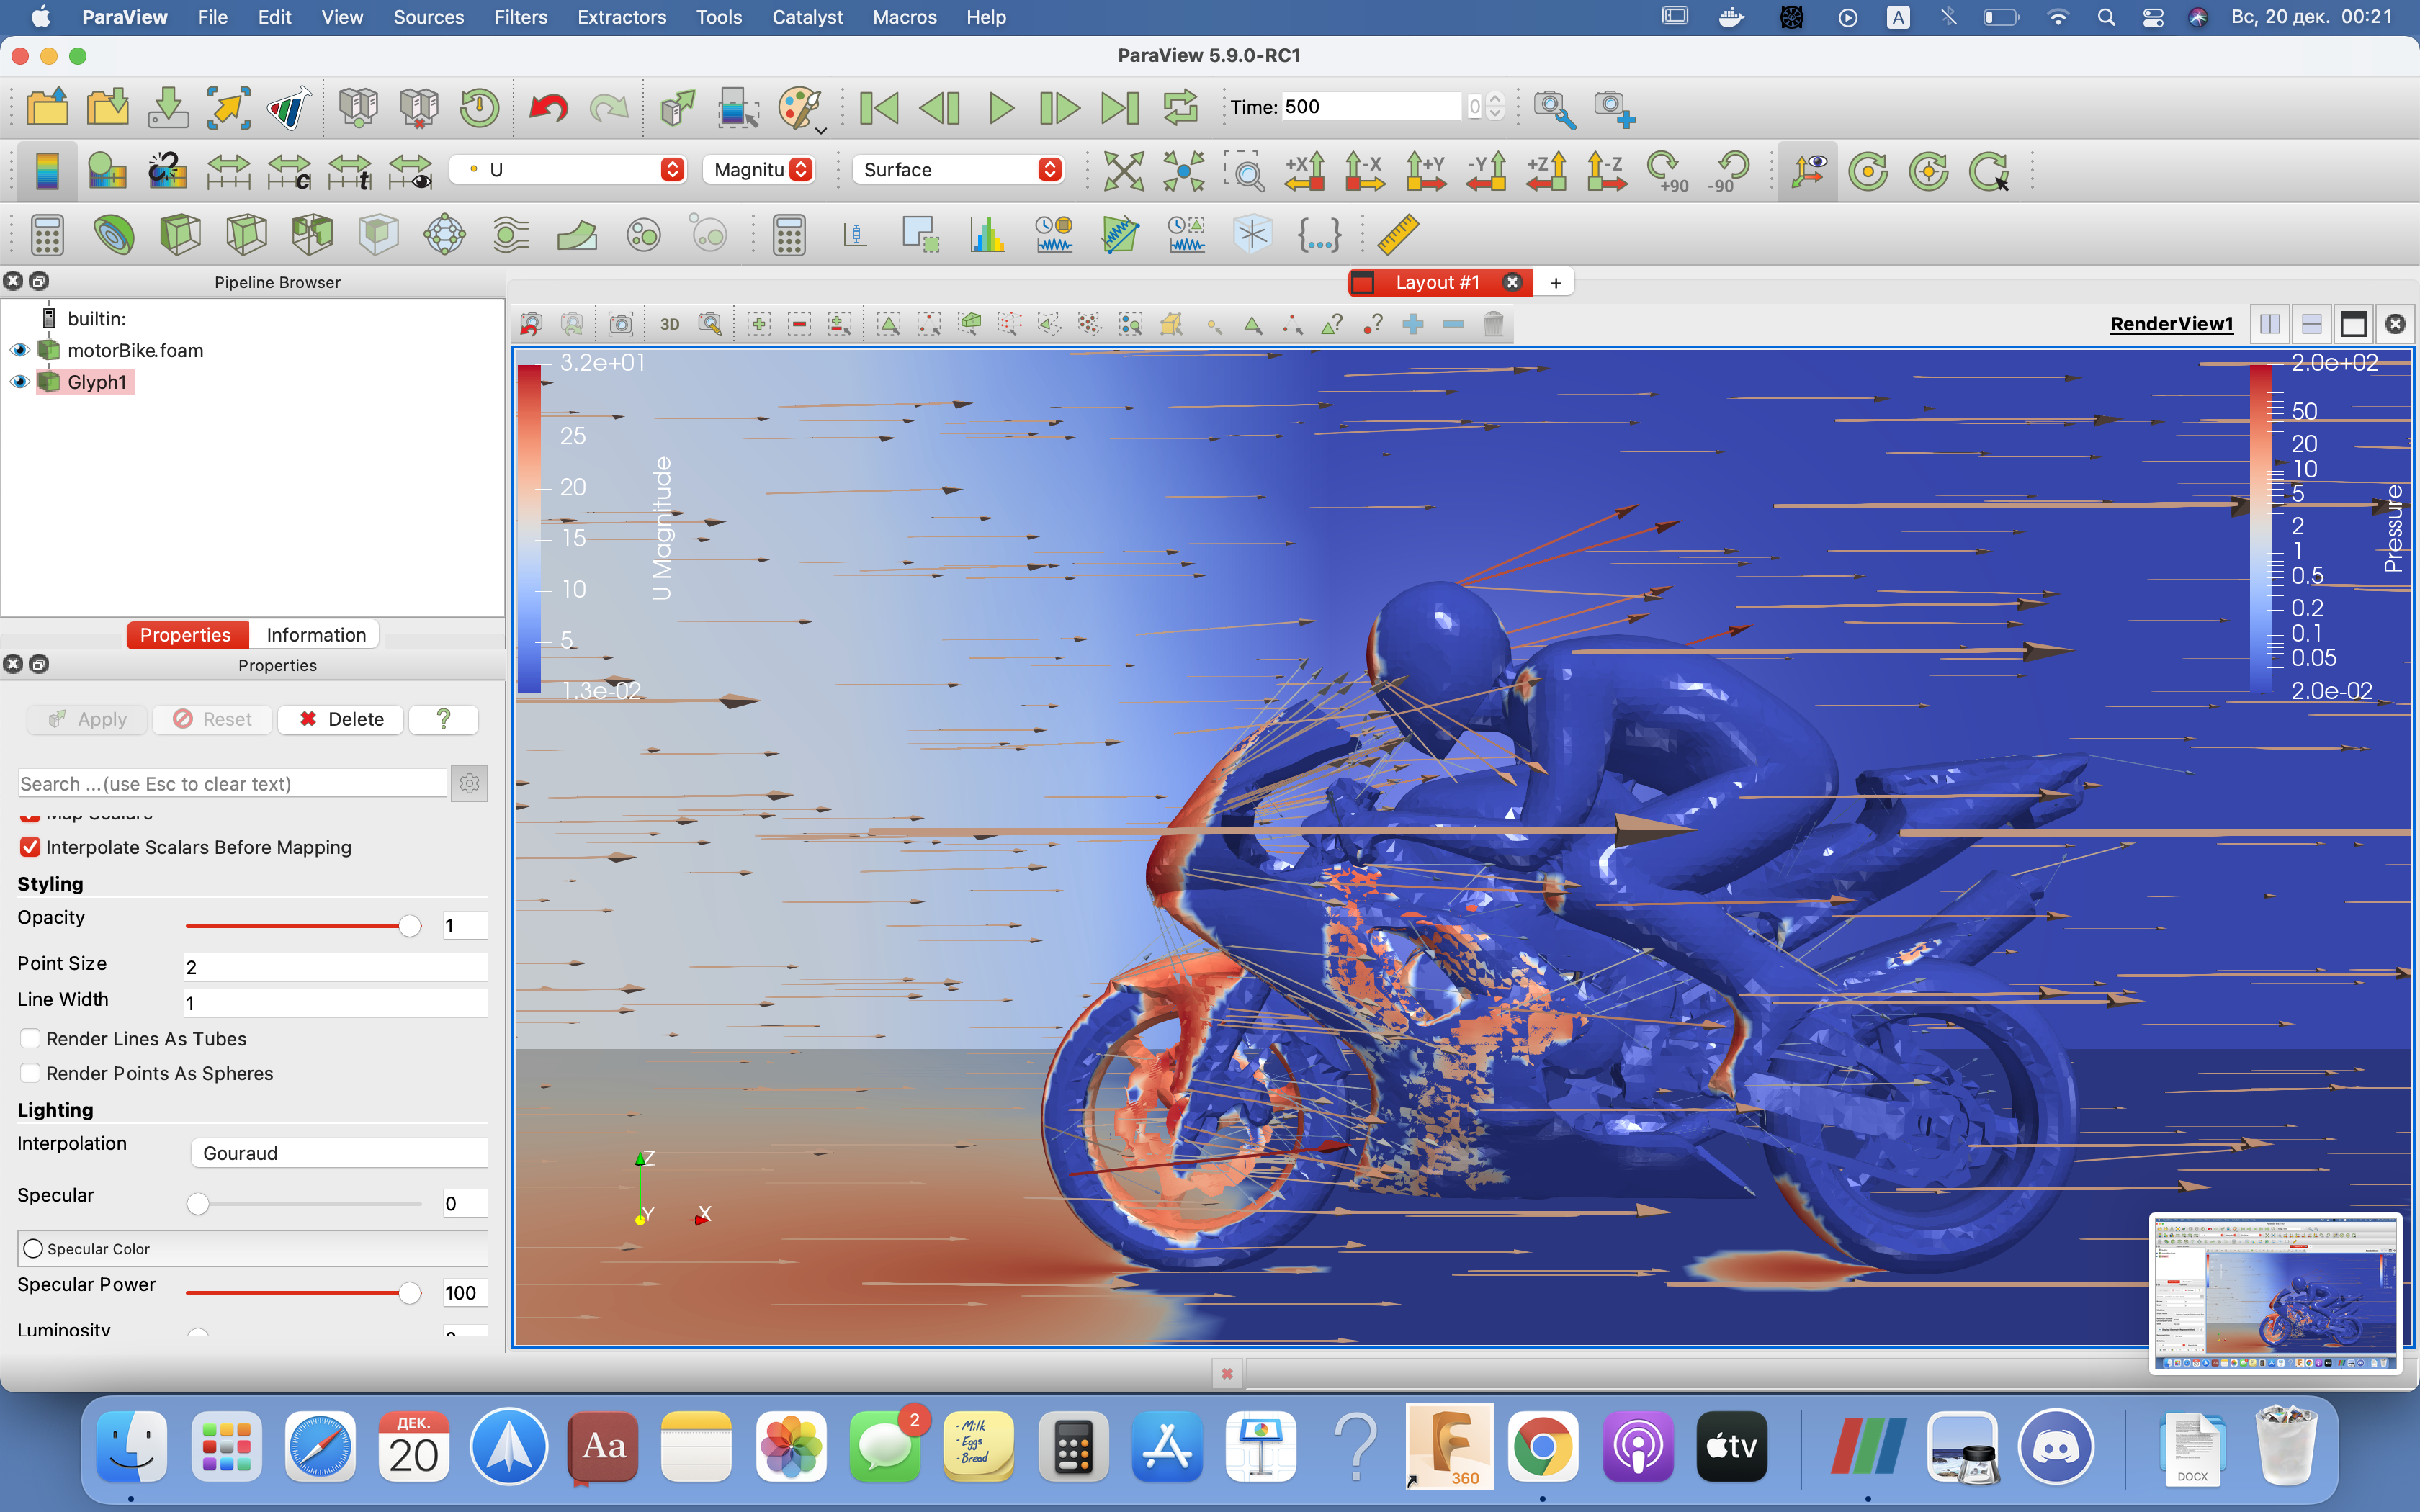 ParaView File Edit View Sources Filters Extractors Tools Catalyst Macros Help A Вс, 20 дек. 00:21
ParaView 5.9.0-RC1
Time: 500 0
U Magnitu Surface +X -X +Y -Y +Z -Z +90 -90
c t
Pipeline Browser
Layout #1 +
builtin:
motorBike.foam
Glyph1
3D RenderView1
3.2e+01
25
20
15
10
5
1.3e-02
U Magnitude
2.0e+02
50
20
10
5
2
1
0.5
0.2
0.1
0.05
2.0e-02
Pressure
Properties Information
Properties
Apply Reset Delete ?
Search ...(use Esc to clear text)
Map Scalars
Interpolate Scalars Before Mapping
Styling
Opacity 1
Point Size 2
Line Width 1
Render Lines As Tubes
Render Points As Spheres
Lighting
Interpolation Gouraud
Specular 0
Specular Color
Specular Power 100
Luminosity
Z
Y X
ДЕК.
20
Aa
2
- Milk
- Eggs
- Bread
?
360
tv
DOCX